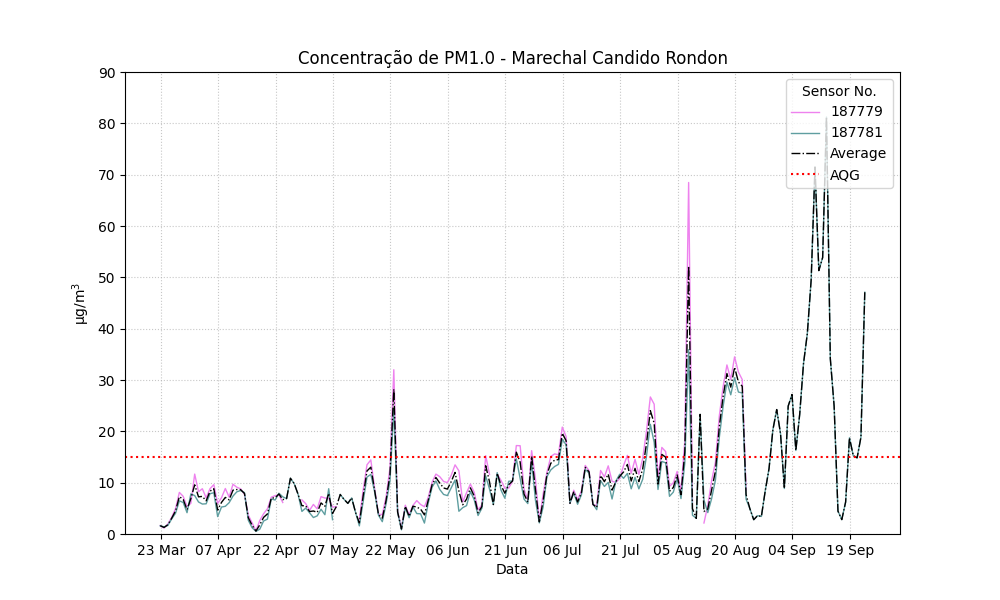 Concentração de PM1.0 - Marechal Candido Rondon
90
80
70
60
50
40
30
20
10
0
µg/m³
Sensor No.
187779
187781
Average
AQG
23 Mar 07 Apr 22 Apr 07 May 22 May 06 Jun 21 Jun 06 Jul 21 Jul 05 Aug 20 Aug 04 Sep 19 Sep
Data